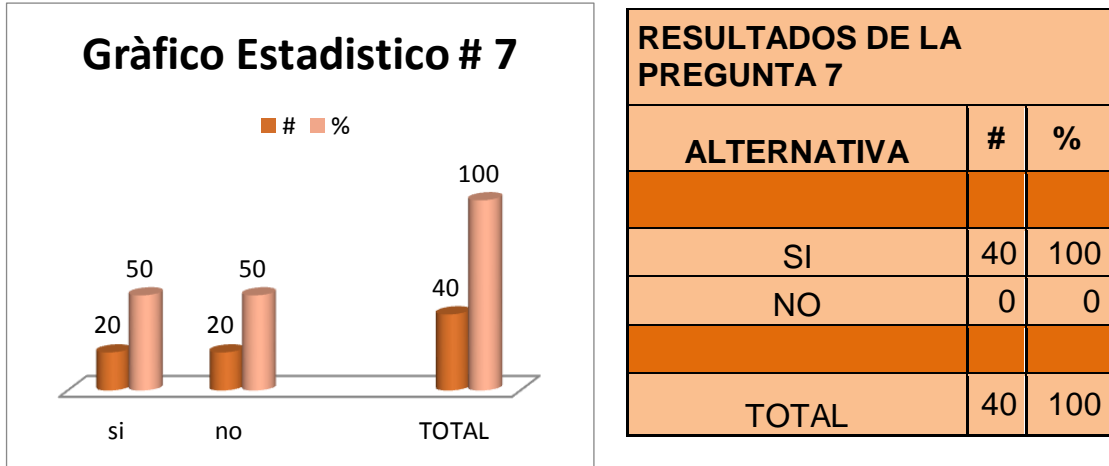 Gràfico Estadistico # 7
# %
100
50 50
40
20 20
si no TOTAL
RESULTADOS DE LA
PREGUNTA 7
ALTERNATIVA # %
SI 40 100
NO 0 0
TOTAL 40 100